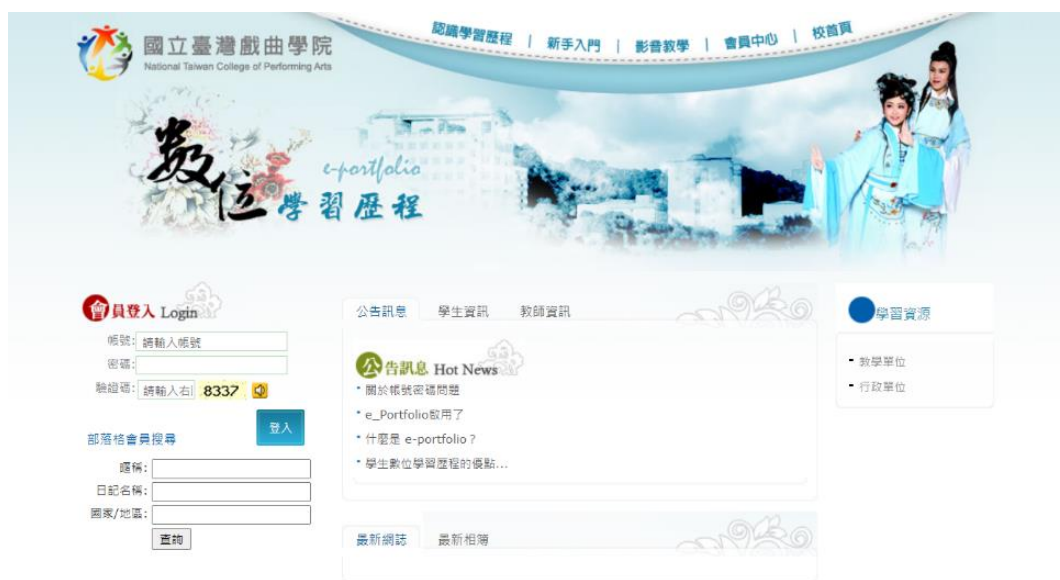 國立臺灣戲曲學院
National Taiwan College of Performing Arts
認識學習歷程 | 新手入門 | 影音教學 | 會員中心 | 校首頁
數位
e-portfolio
學習歷程
會員登入 Login
帳號: 請輸入帳號
密碼:
驗證碼: 請輸入右 8337
登入
部落格會員搜尋
暱稱:
日記名稱:
國家/地區:
查詢
公告訊息 學生資訊 教師資訊
公告訊息 Hot News
關於帳號密碼問題
e_Portfolio啟用了
什麼是 e-portfolio？
學生數位學習歷程的優點...
最新網誌 最新相簿
學習資源
教學單位
行政單位